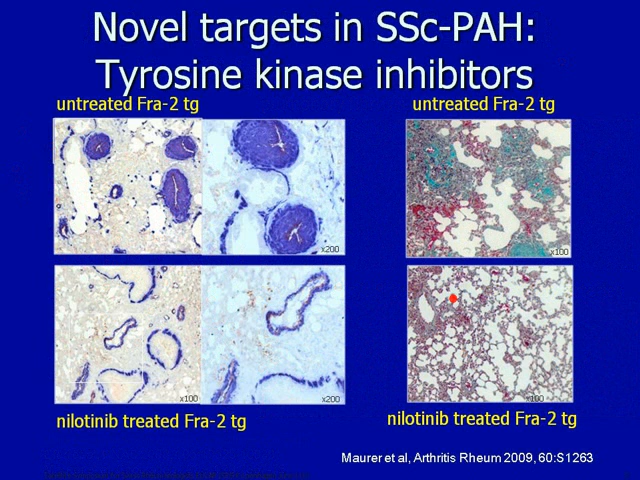 Novel targets in SSc-PAH:
Tyrosine kinase inhibitors
untreated Fra-2 tg
untreated Fra-2 tg
x200
x100
x100
x200
x100
nilotinib treated Fra-2 tg
nilotinib treated Fra-2 tg
Maurer et al, Arthritis Rheum 2009, 60:S1263